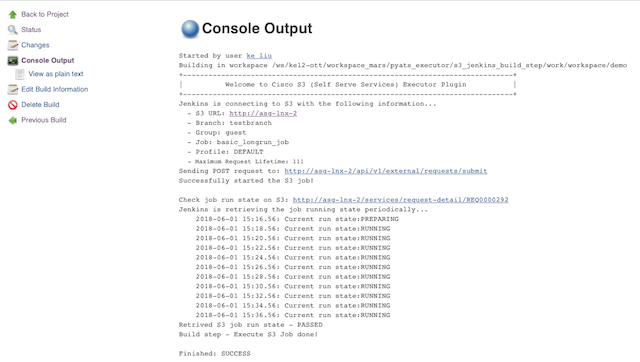 Back to Project
Status
Changes
Console Output
View as plain text
Edit Build Information
Delete Build
Previous Build
Console Output
Started by user ke liu
Building in workspace /ws/kel2-ott/workspace_mars/pyats_executor/s3_jenkins_build_step/work/workspace/demo
+------------------------------------------------------------------------------+
| Welcome to Cisco S3 (Self Serve Services) Executor Plugin |
+------------------------------------------------------------------------------+
Jenkins is connecting to S3 with the following information...
- S3 URL: http://asg-lnx-2
- Branch: testbranch
- Group: guest
- Job: basic_longrun_job
- Profile: DEFAULT
- Maximum Request Lifetime: 111
Sending POST request to: http://asg-lnx-2/api/v1/external/requests/submit
Successfully started the S3 job!
Check job run state on S3: http://asg-lnx-2/services/request-detail/REQ0000292
Jenkins is retrieving the job running state periodically...
2018-06-01 15:16.56: Current run state:PREPARING
2018-06-01 15:18.56: Current run state:RUNNING
2018-06-01 15:20.56: Current run state:RUNNING
2018-06-01 15:22.56: Current run state:RUNNING
2018-06-01 15:24.56: Current run state:RUNNING
2018-06-01 15:26.56: Current run state:RUNNING
2018-06-01 15:28.56: Current run state:RUNNING
2018-06-01 15:30.56: Current run state:RUNNING
2018-06-01 15:32.56: Current run state:RUNNING
2018-06-01 15:34.56: Current run state:RUNNING
2018-06-01 15:36.56: Current run state:RUNNING
Retrived S3 job run state - PASSED
Build step - Execute S3 Job done!
Finished: SUCCESS